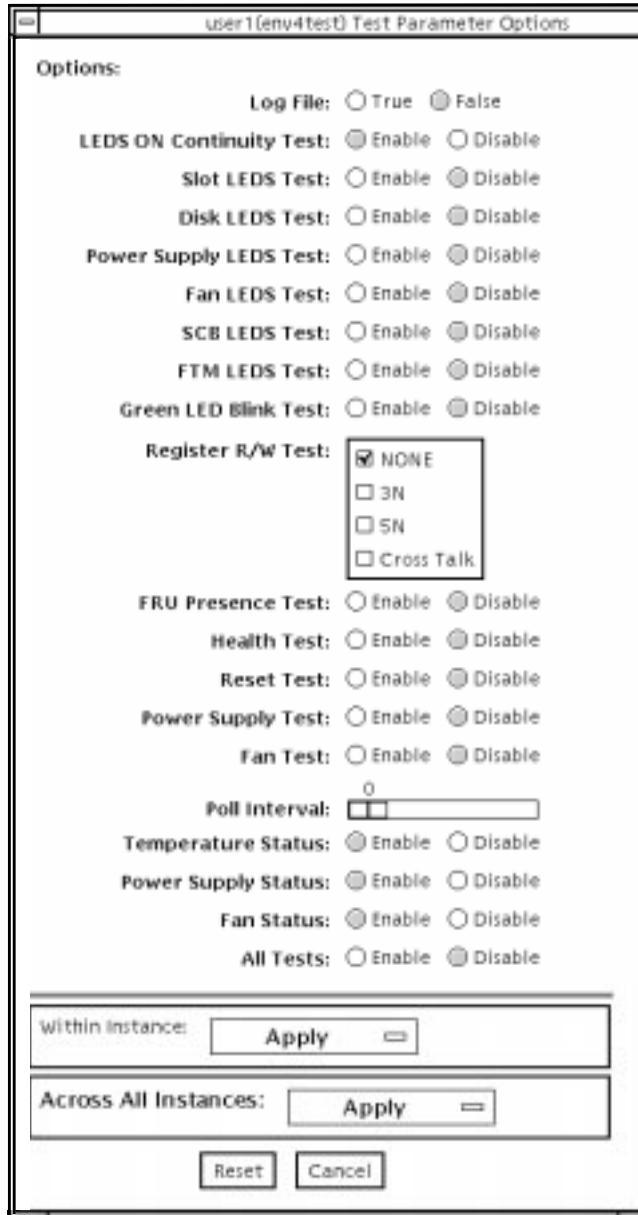 user1(env4test) Test Parameter Options
Options:
Log File: True False
LEDS ON Continuity Test: Enable Disable
Slot LEDS Test: Enable Disable
Disk LEDS Test: Enable Disable
Power Supply LEDS Test: Enable Disable
Fan LEDS Test: Enable Disable
SCB LEDS Test: Enable Disable
FTM LEDS Test: Enable Disable
Green LED Blink Test: Enable Disable
Register R/W Test: NONE
3N
5N
Cross Talk
FRU Presence Test: Enable Disable
Health Test: Enable Disable
Reset Test: Enable Disable
Power Supply Test: Enable Disable
Fan Test: Enable Disable
0
Poll Interval:
Temperature Status: Enable Disable
Power Supply Status: Enable Disable
Fan Status: Enable Disable
All Tests: Enable Disable
Within Instance: Apply
Across All Instances: Apply
Reset Cancel